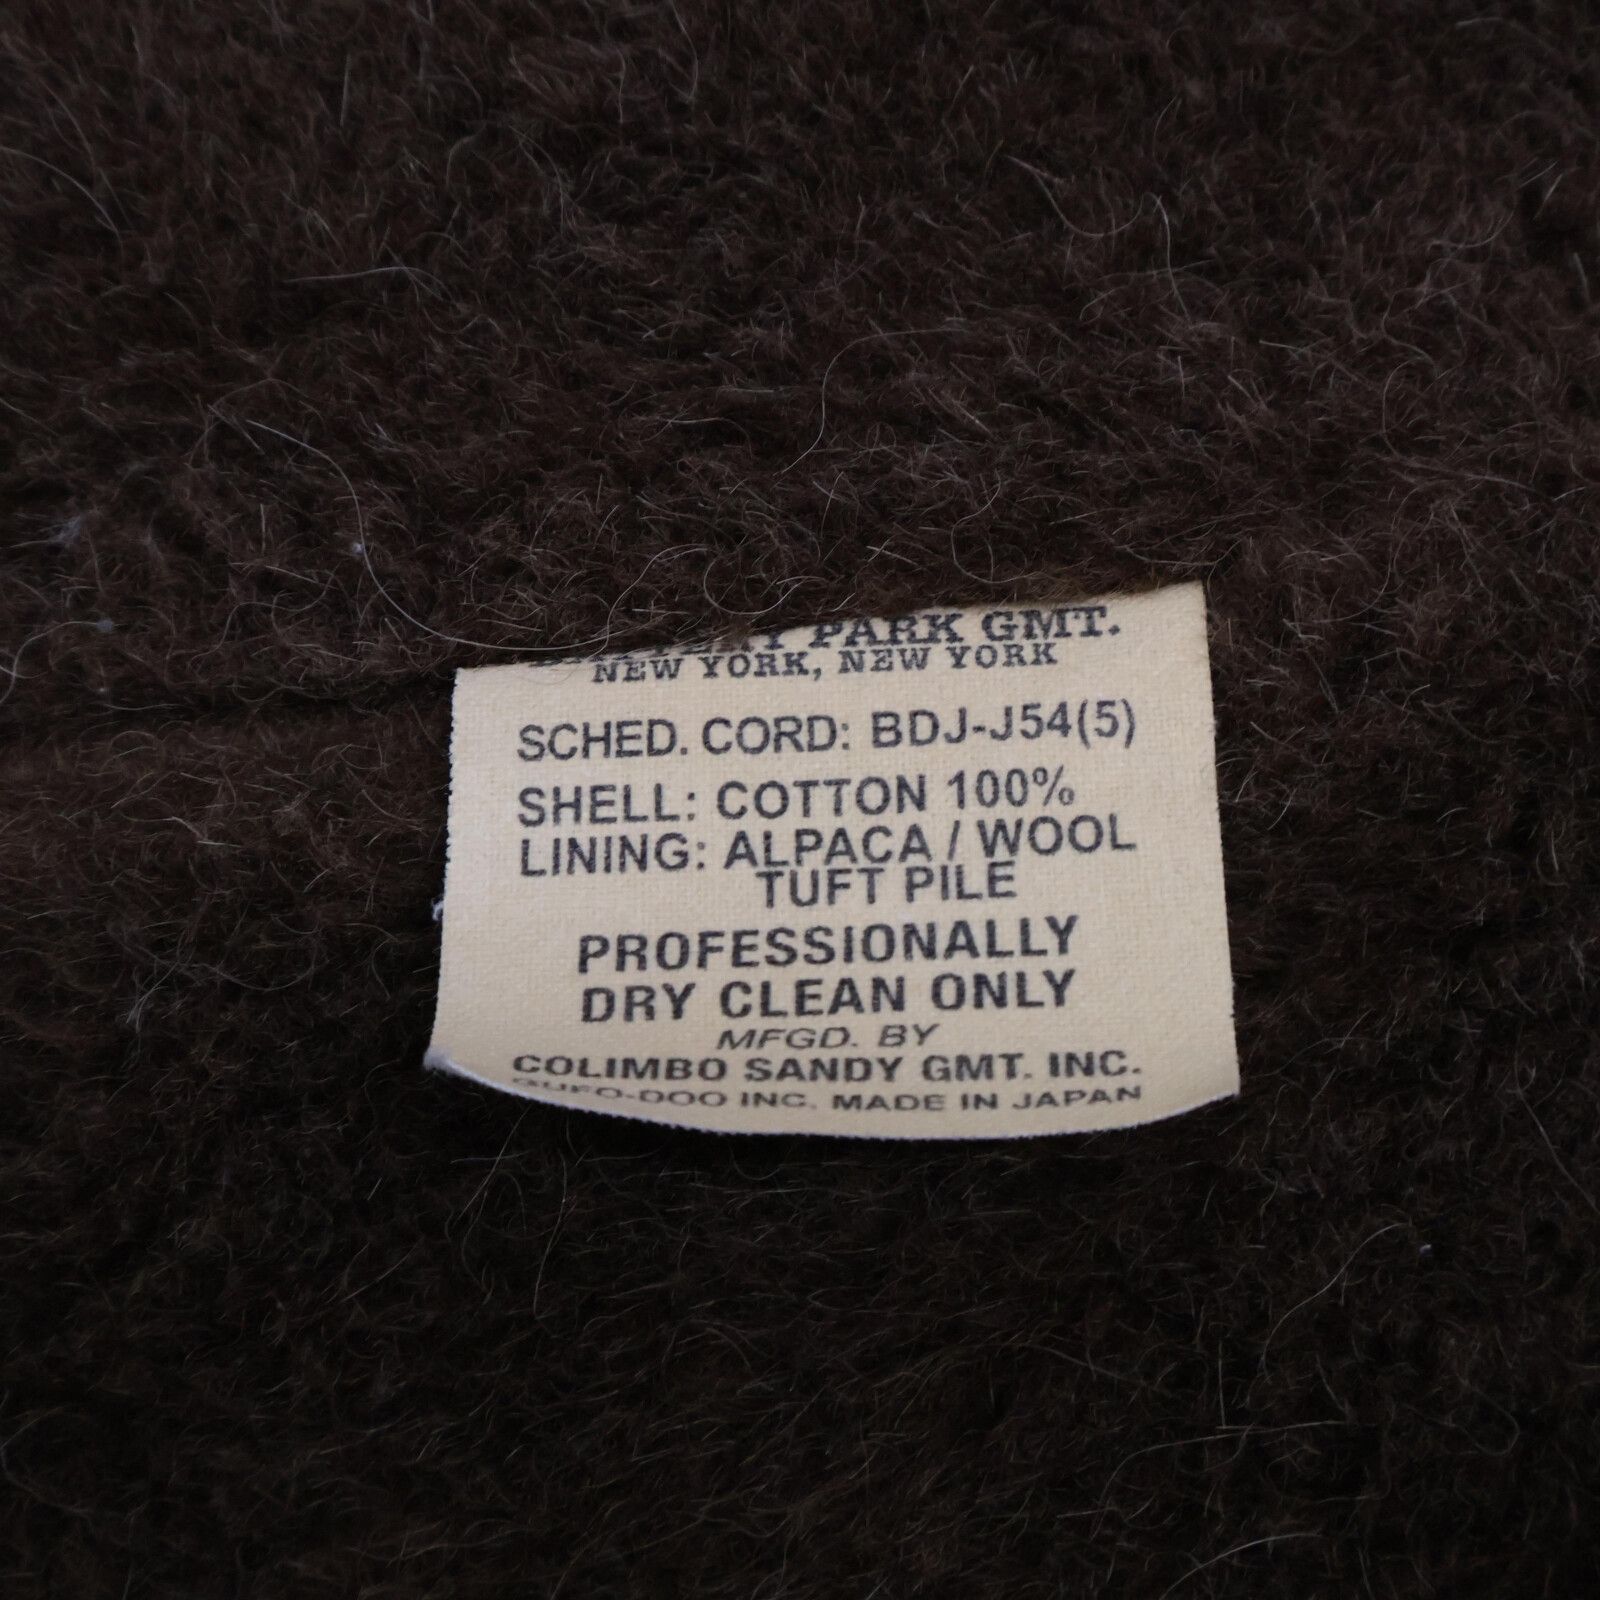 PARK GMT.
NEW YORK, NEW YORK
SCHED. CORD: BDJ-J54(5)
SHELL: COTTON 100%
LINING: ALPACA / WOOL
TUFT PILE
PROFESSIONALLY
DRY CLEAN ONLY
MFGD. BY
COLIMBO SANDY GMT. INC.
INC. MADE IN JAPAN